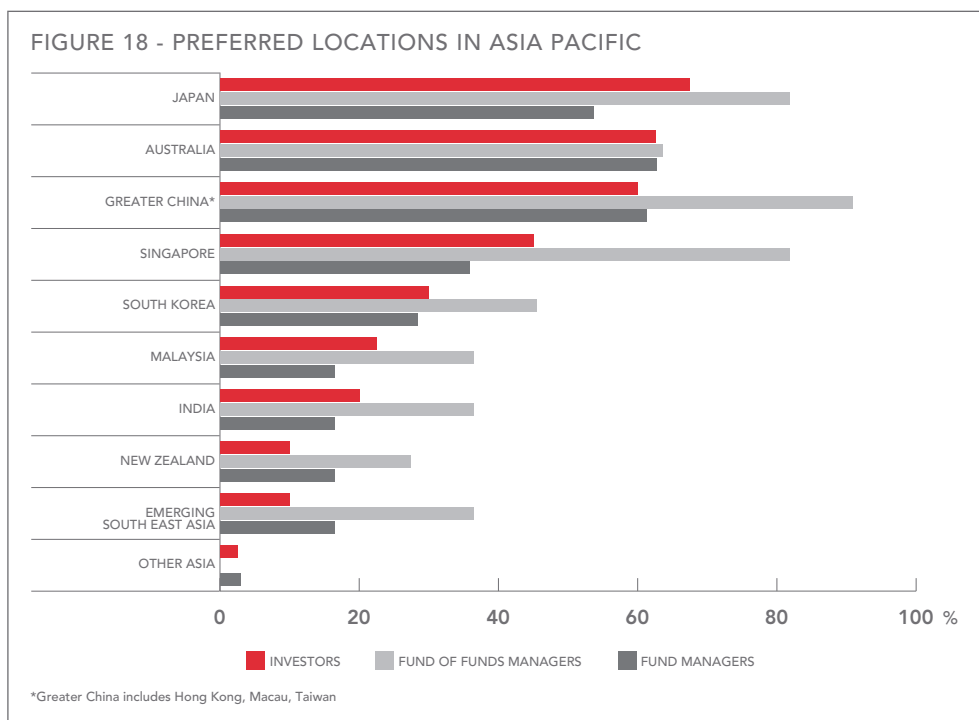 FIGURE 18 - PREFERRED LOCATIONS IN ASIA PACIFIC
JAPAN
AUSTRALIA
GREATER CHINA*
SINGAPORE
SOUTH KOREA
MALAYSIA
INDIA
NEW ZEALAND
EMERGING
SOUTH EAST ASIA
OTHER ASIA
0 20 40 60 80 100 %
INVESTORS FUND OF FUNDS MANAGERS FUND MANAGERS
*Greater China includes Hong Kong, Macau, Taiwan